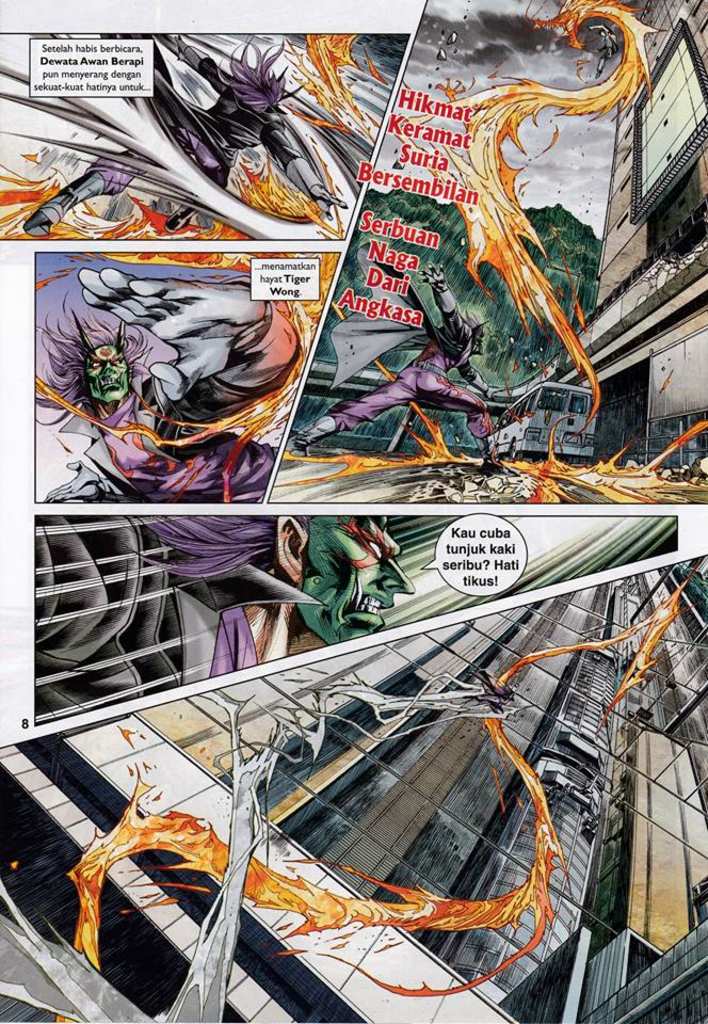 Setelah habis berbicara,
Dewata Awan Berapi
pun menyerang dengan
sekuat-kuat hatinya untuk...
Hikmat
Keramat
Suria
Bersembilan
Serbuan
Naga
Dari
Angkasa
...menamatkan
hayat Tiger
Wong.
Kau cuba
tunjuk kaki
seribu? Hati
tikus!
8